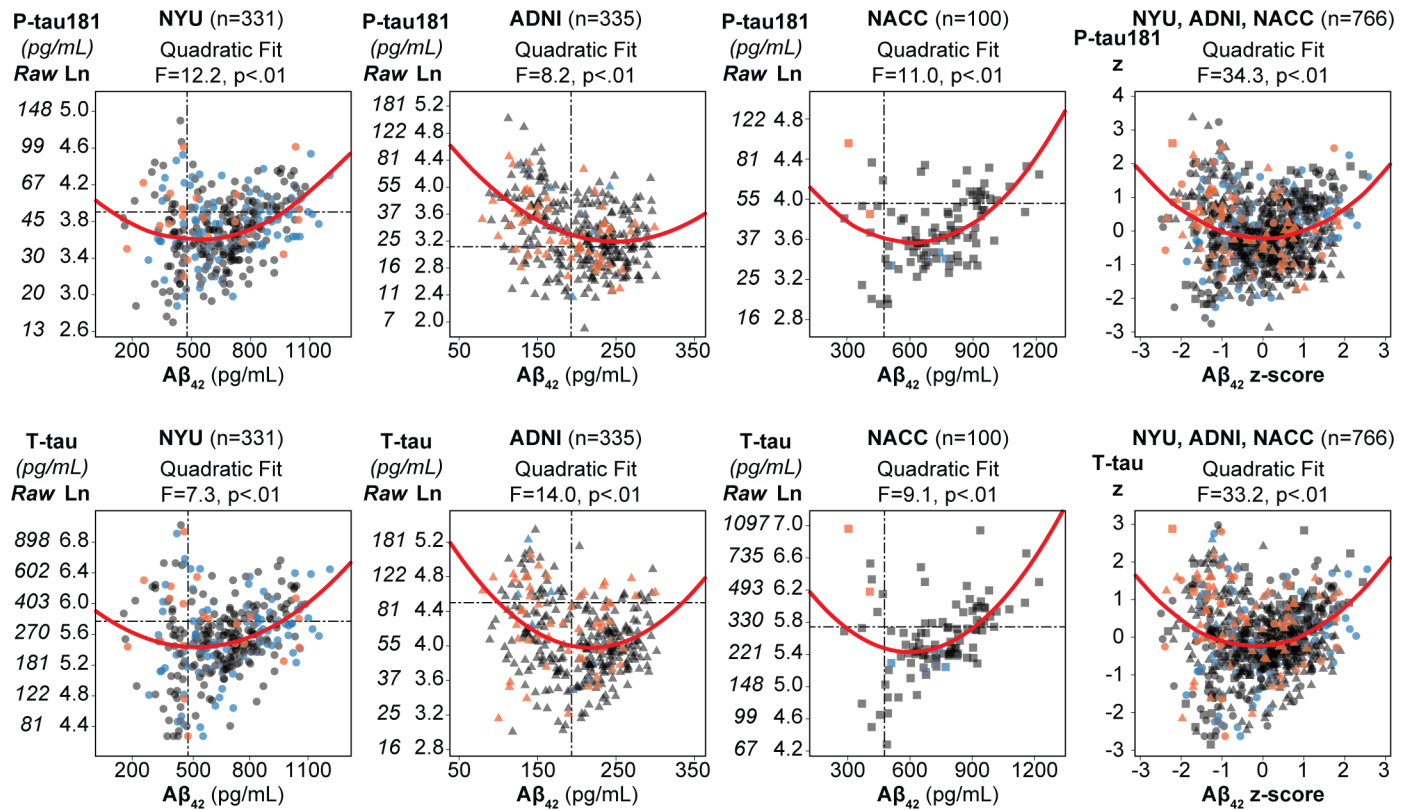 P-tau181 NYU (n=331)
(pg/mL) Quadratic Fit
Raw Ln F=12.2, p<.01
148 5.0
99 4.6
67 4.2
45 3.8
30 3.4
20 3.0
13 2.6
200 500 800 1100
Aβ42 (pg/mL)
P-tau181 ADNI (n=335)
(pg/mL) Quadratic Fit
Raw Ln F=8.2, p<.01
181 5.2
122 4.8
81 4.4
55 4.0
37 3.6
25 3.2
16 2.8
11 2.4
7 2.0
50 150 250 350
Aβ42 (pg/mL)
P-tau181 NACC (n=100)
(pg/mL) Quadratic Fit
Raw Ln F=11.0, p<.01
122 4.8
81 4.4
55 4.0
37 3.6
25 3.2
16 2.8
300 600 900 1200
Aβ42 (pg/mL)
NYU, ADNI, NACC (n=766)
P-tau181
Quadratic Fit
z F=34.3, p<.01
4
3
2
1
0
-1
-2
-3
-3 -2 -1 0 1 2 3
Aβ42 z-score
T-tau NYU (n=331)
(pg/mL) Quadratic Fit
Raw Ln F=7.3, p<.01
898 6.8
602 6.4
403 6.0
270 5.6
181 5.2
122 4.8
81 4.4
200 500 800 1100
Aβ42 (pg/mL)
T-tau ADNI (n=335)
(pg/mL) Quadratic Fit
Raw Ln F=14.0, p<.01
181 5.2
122 4.8
81 4.4
55 4.0
37 3.6
25 3.2
16 2.8
50 150 250 350
Aβ42 (pg/mL)
T-tau NACC (n=100)
(pg/mL) Quadratic Fit
Raw Ln F=9.1, p<.01
1097 7.0
735 6.6
493 6.2
330 5.8
221 5.4
148 5.0
99 4.6
67 4.2
300 600 900 1200
Aβ42 (pg/mL)
NYU, ADNI, NACC (n=766)
T-tau Quadratic Fit
z F=33.2, p<.01
3
2
1
0
-1
-2
-3
-3 -2 -1 0 1 2 3
Aβ42 z-score